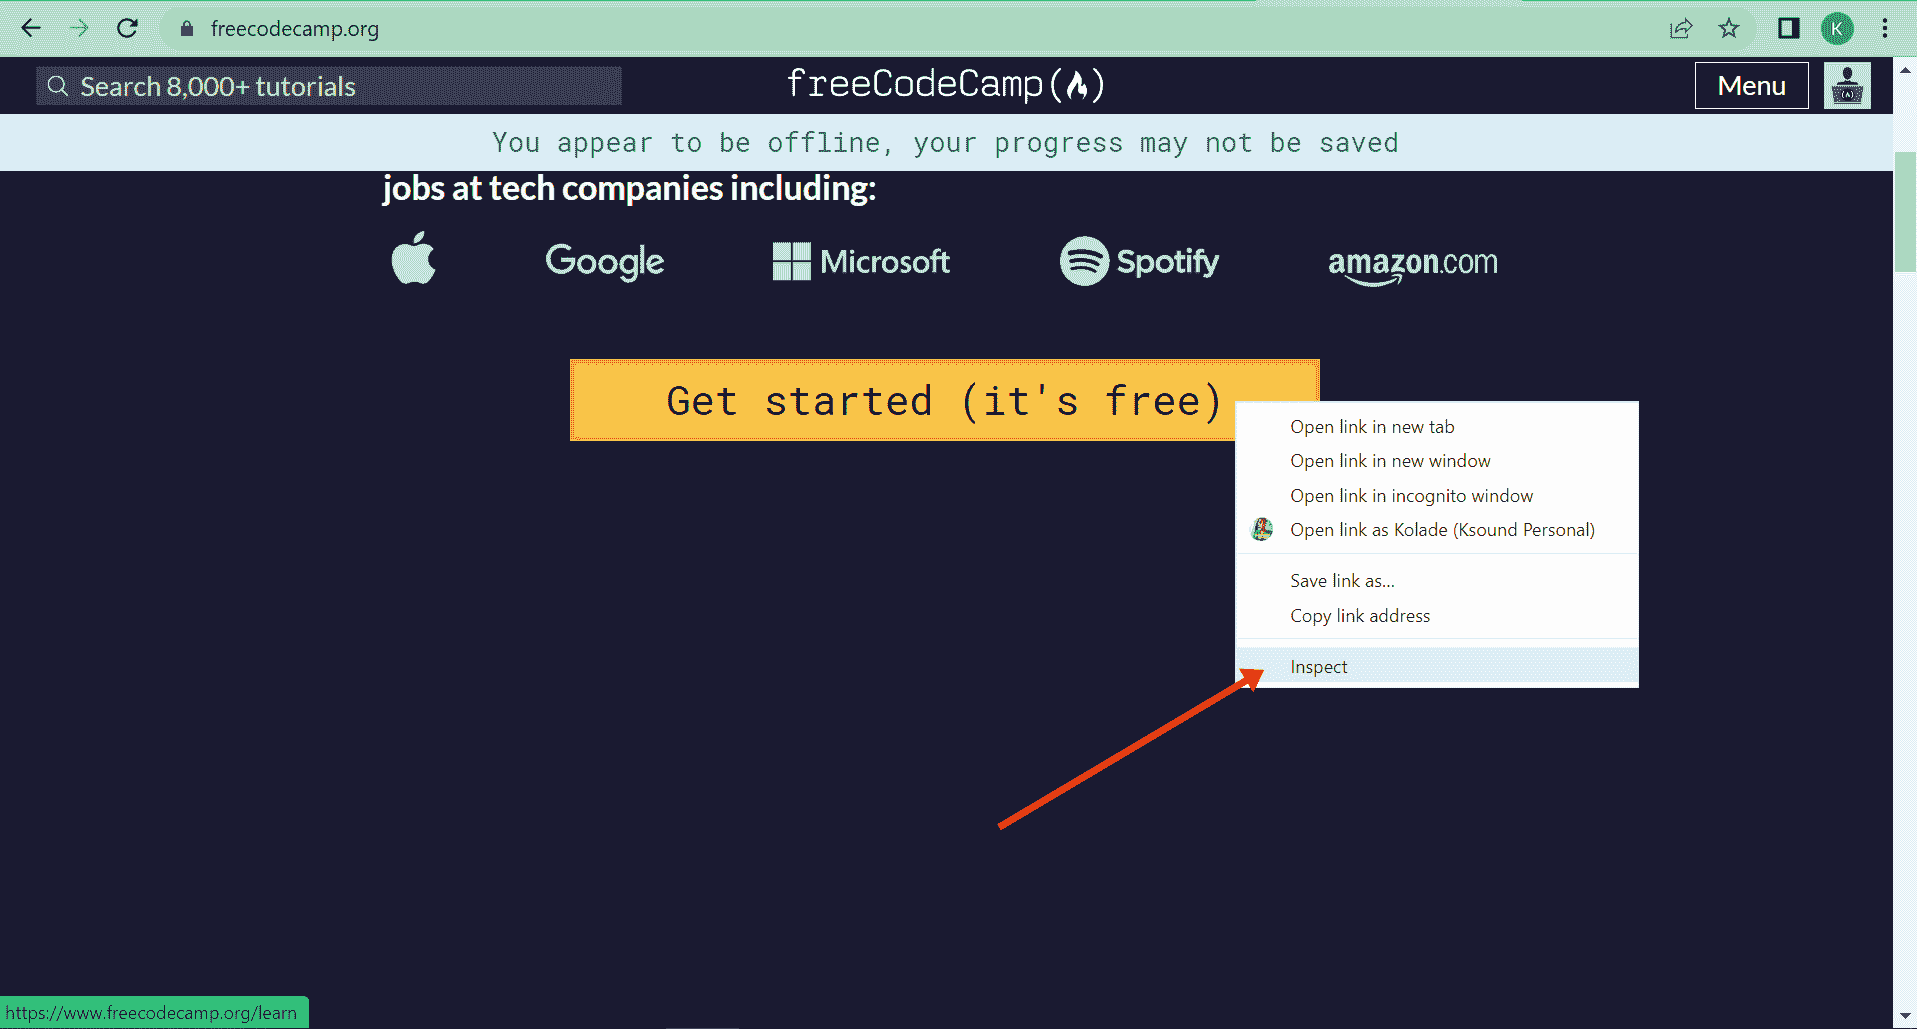 freecodecamp.org
K
Search 8,000+ tutorials
freeCodeCamp(🔥)
Menu
(A)
You appear to be offline, your progress may not be saved
jobs at tech companies including:
Google
Microsoft
Spotify
amazon.com
Get started (it's free)
Open link in new tab
Open link in new window
Open link in incognito window
Open link as Kolade (Ksound Personal)
Save link as...
Copy link address
Inspect
https://www.freecodecamp.org/learn